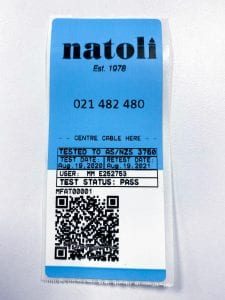 natoli
Est. 1978
021 482 480
-- CENTRE CABLE HERE --
TESTED TO AS/NZS 3760
TEST DATE: RETEST DATE:
Aug.19.2020 Aug.19.2021
USER: MM E252753
TEST STATUS: PASS
MFAT00001